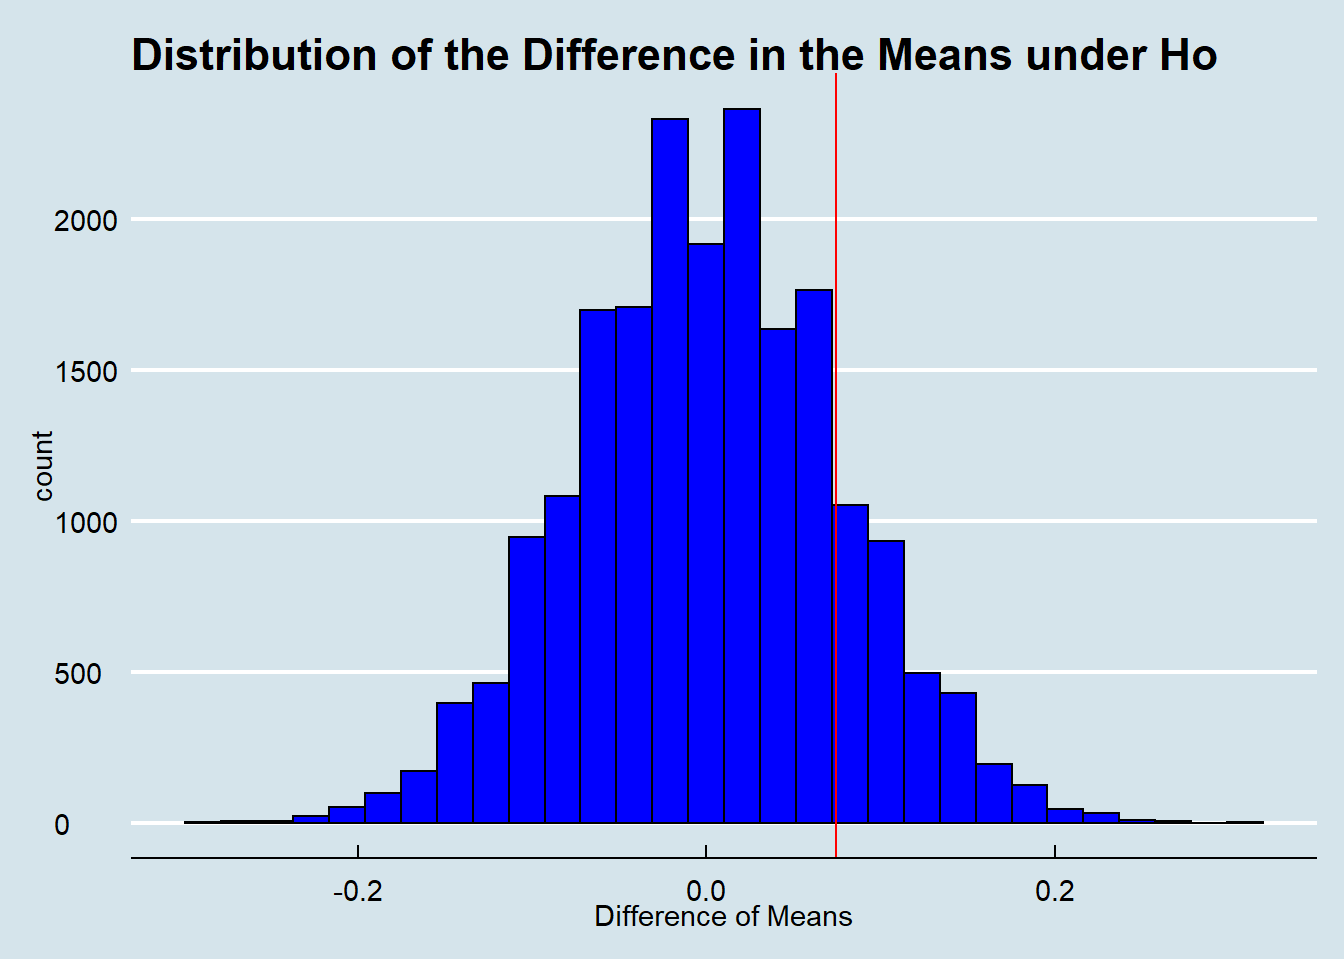 Distribution of the Difference in the Means under Ho
2000
1500
1000
500
0
count
-0.2
0.0
0.2
Difference of Means